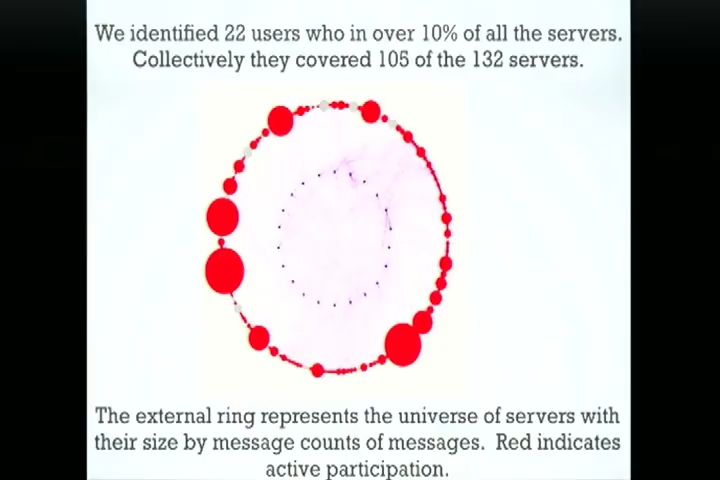 We identified 22 users who in over 10% of all the servers.
Collectively they covered 105 of the 132 servers.
The external ring represents the universe of servers with
their size by message counts of messages. Red indicates
active participation.